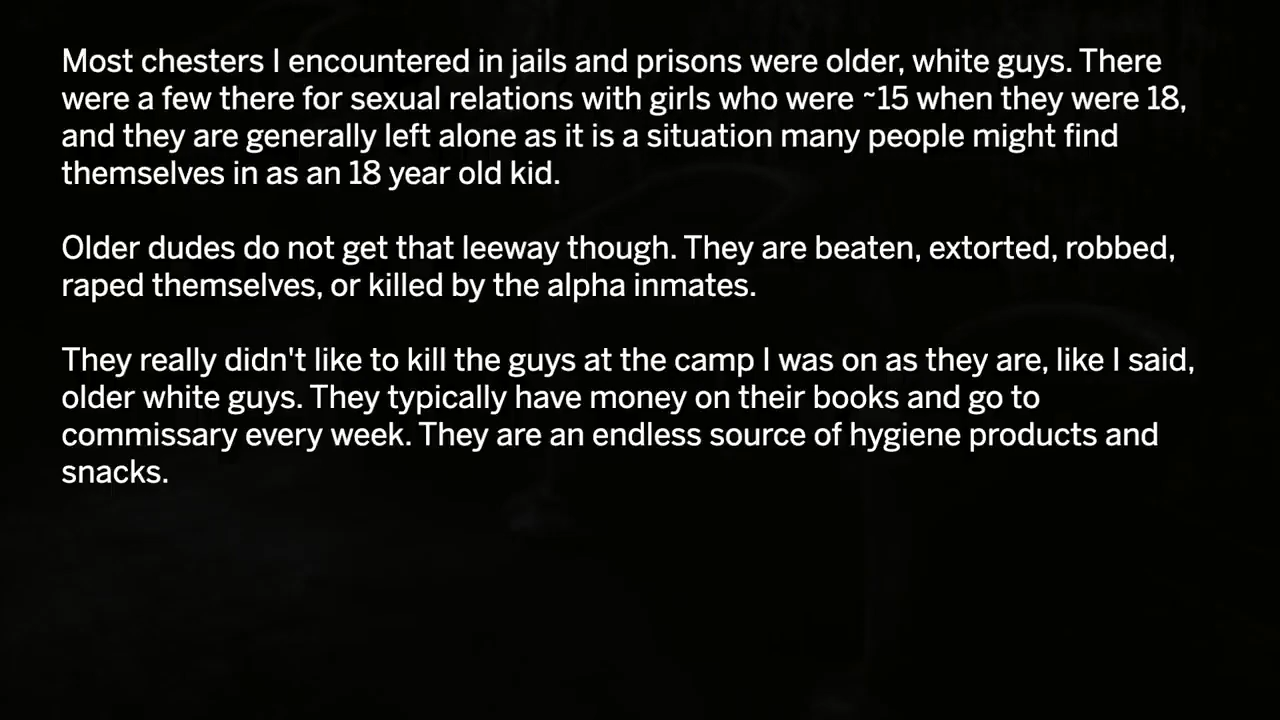 Most chesters I encountered in jails and prisons were older, white guys. There
were a few there for sexual relations with girls who were ~15 when they were 18,
and they are generally left alone as it is a situation many people might find
themselves in as an 18 year old kid.
Older dudes do not get that leeway though. They are beaten, extorted, robbed,
raped themselves, or killed by the alpha inmates.
They really didn't like to kill the guys at the camp I was on as they are, like I said,
older white guys. They typically have money on their books and go to
commissary every week. They are an endless source of hygiene products and
snacks.